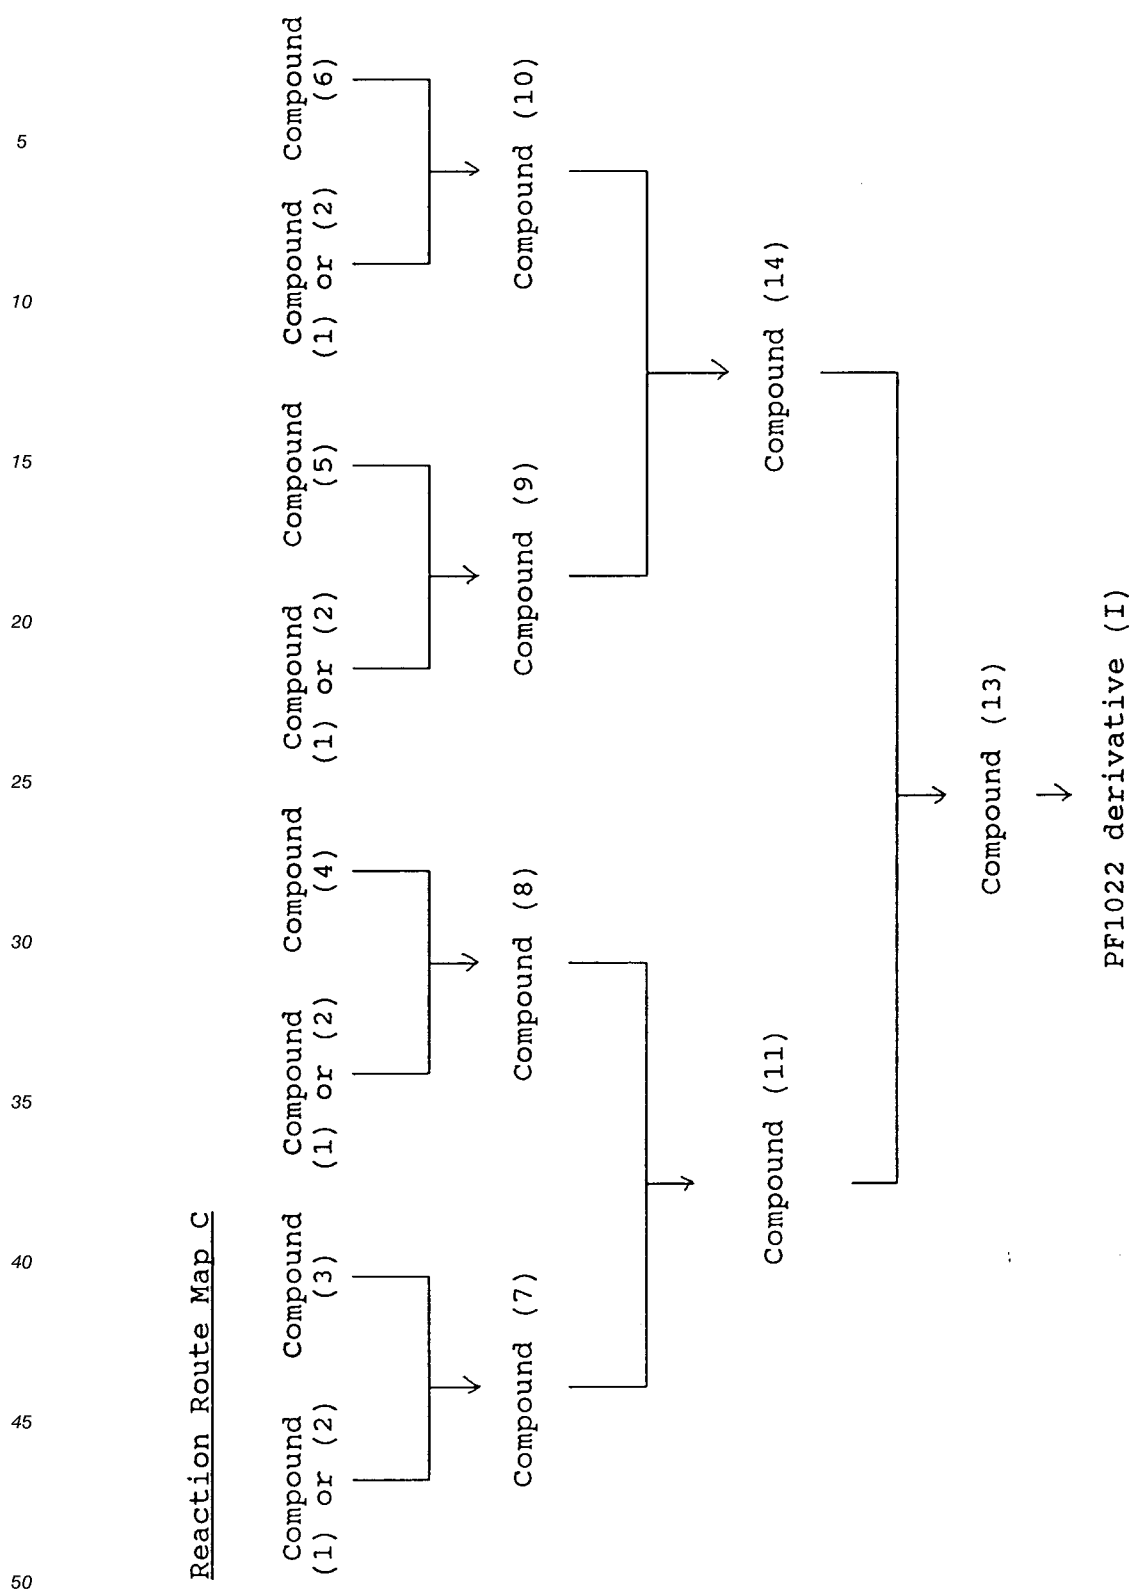 Reaction Route Map C
Compound
(1) or (2)
Compound
(3)
Compound
(1) or (2)
Compound
(4)
Compound
(1) or (2)
Compound
(5)
Compound
(1) or (2)
Compound
(6)
Compound (7)
Compound (8)
Compound (9)
Compound (10)
Compound (11)
Compound (14)
Compound (13)
PF1022 derivative (I)
5
10
15
20
25
30
35
40
45
50